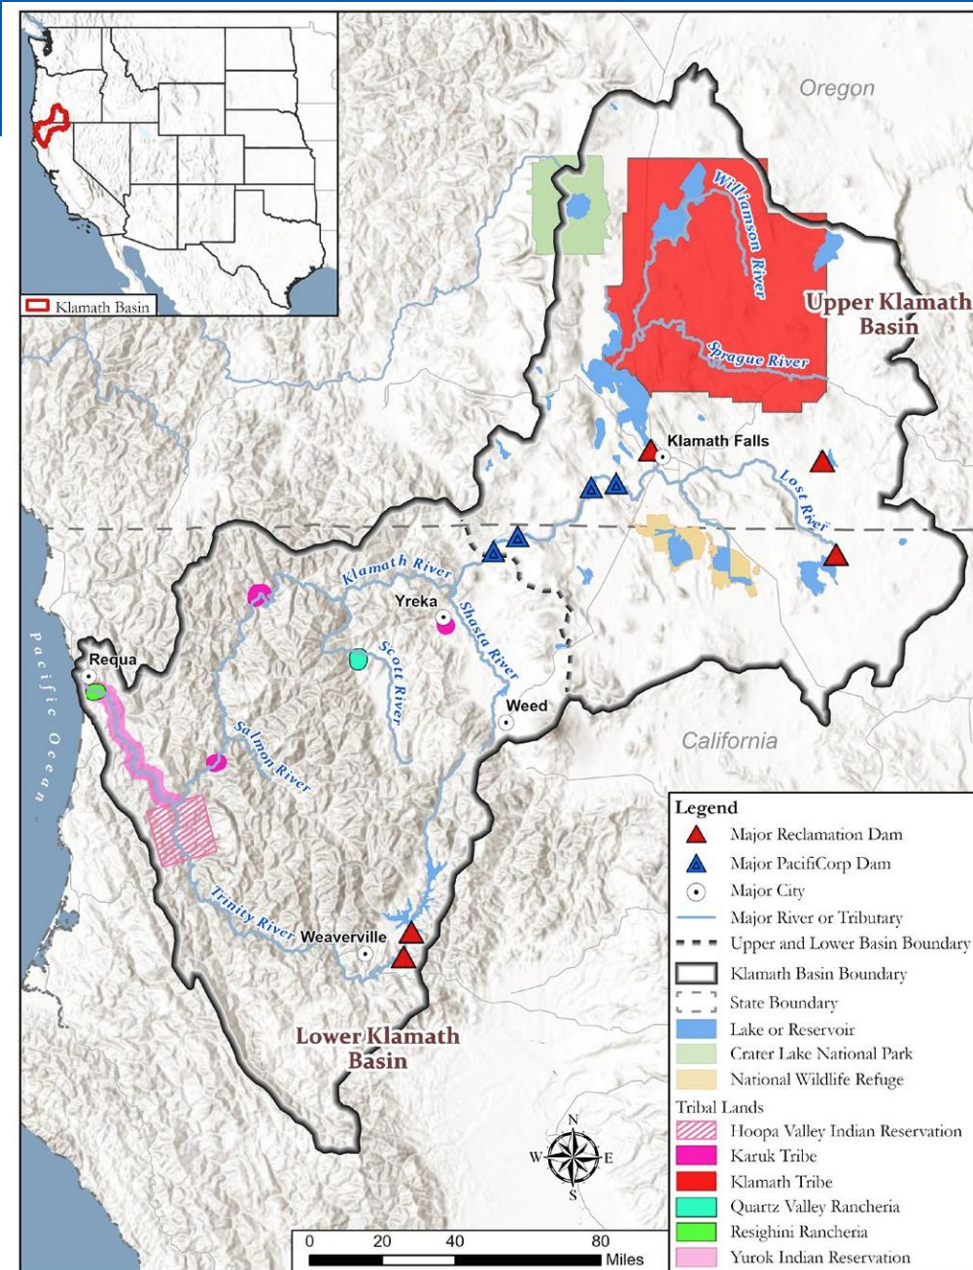 Klamath Basin
Oregon
Williamson River
Upper Klamath
Basin
Sprague River
Klamath Falls
Lost River
Klamath River
Yreka
Shasta River
Scott River
Requa
Pacific Ocean
Weed
Salmon River
California
Trinity River
Weaverville
Lower Klamath
Basin
Legend
Major Reclamation Dam
Major PacifiCorp Dam
Major City
Major River or Tributary
Upper and Lower Basin Boundary
Klamath Basin Boundary
State Boundary
Lake or Reservoir
Crater Lake National Park
National Wildlife Refuge
Tribal Lands
Hoopa Valley Indian Reservation
Karuk Tribe
Klamath Tribe
Quartz Valley Rancheria
Resighini Rancheria
Yurok Indian Reservation
N
W E
S
0 20 40 80
Miles